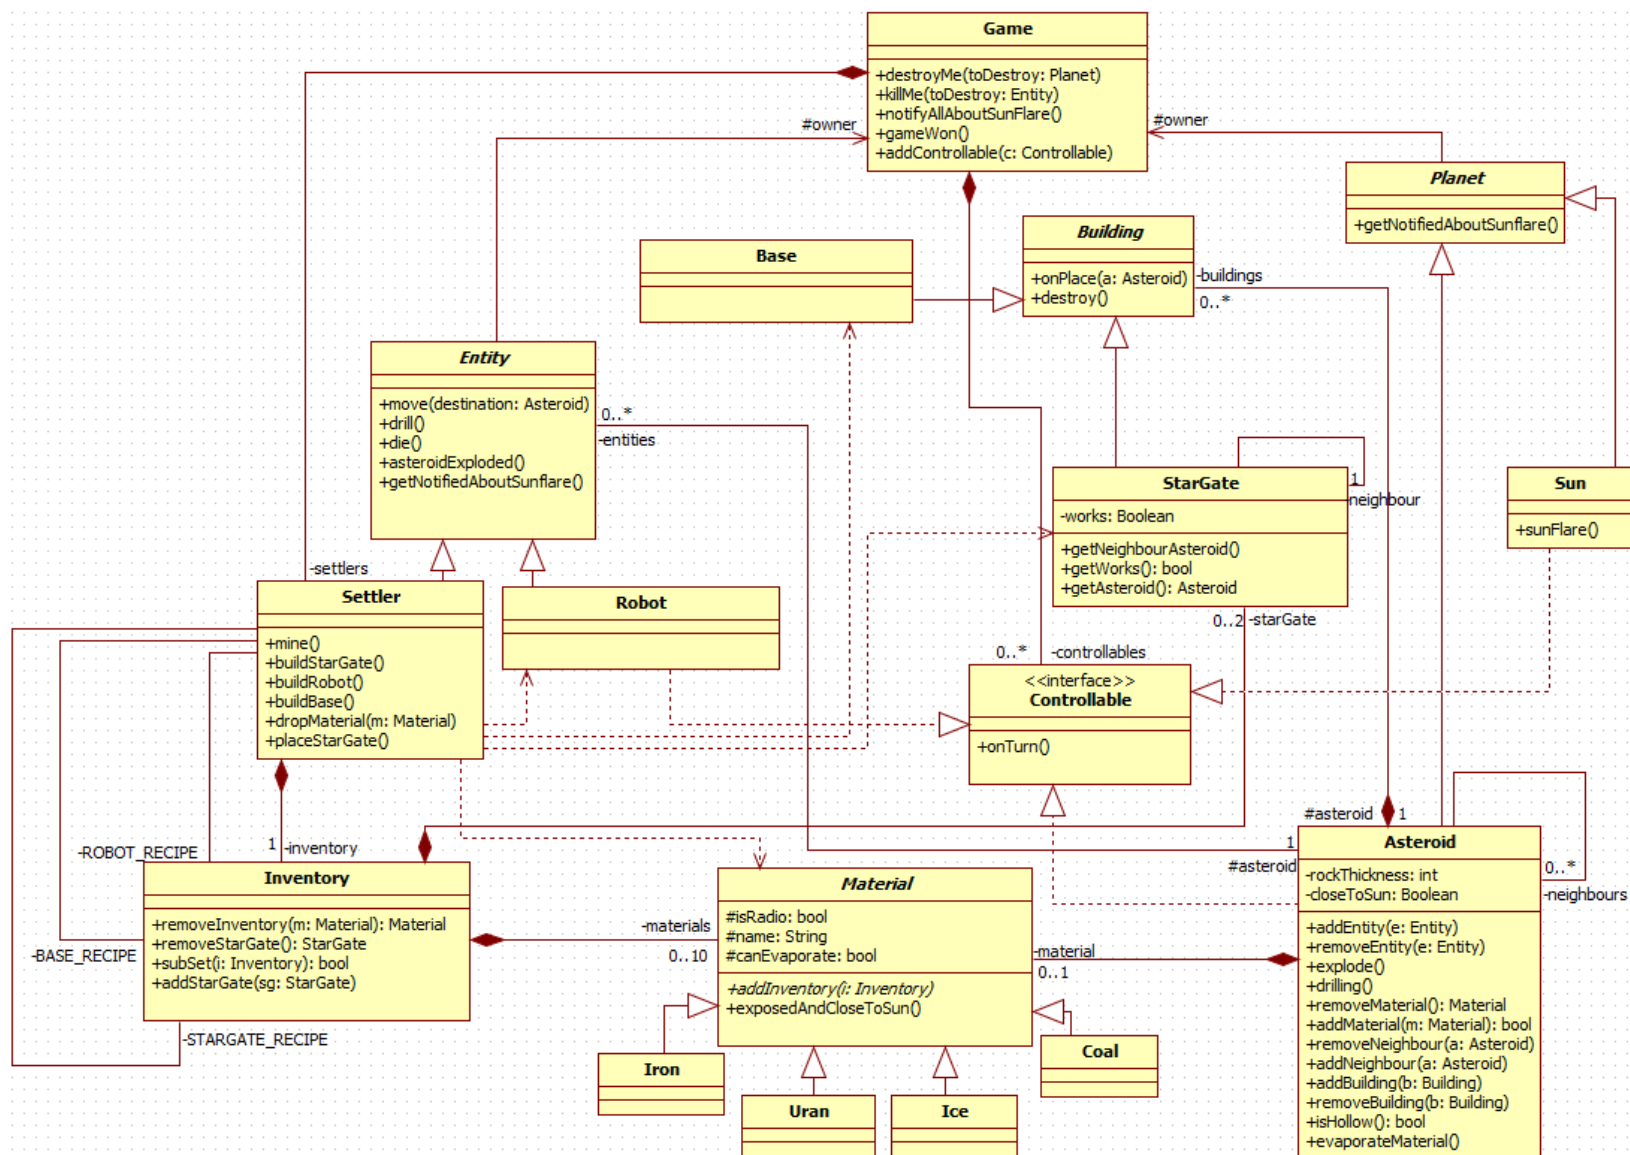 Game
+destroyMe(toDestroy: Planet)
+killMe(toDestroy: Entity)
+notifyAllAboutSunFlare()
+gameWon()
+addControllable(c: Controllable)
#owner
#owner
Planet
+getNotifiedAboutSunflare()
Building
+onPlace(a: Asteroid)
+destroy()
-buildings
0..*
Base
Entity
+move(destination: Asteroid)
+drill()
+die()
+asteroidExploded()
+getNotifiedAboutSunflare()
0..*
-entities
StarGate
-works: Boolean
+getNeighbourAsteroid()
+getWorks(): bool
+getAsteroid(): Asteroid
1
-neighbour
Sun
+sunFlare()
-settlers
Settler
+mine()
+buildStarGate()
+buildRobot()
+buildBase()
+dropMaterial(m: Material)
+placeStarGate()
Robot
0..2
-starGate
0..*
-controllables
<<interface>>
Controllable
+onTurn()
#asteroid
1
1
#asteroid
Asteroid
-rockThickness: int
-closeToSun: Boolean
+addEntity(e: Entity)
+removeEntity(e: Entity)
+explode()
+drilling()
+removeMaterial(): Material
+addMaterial(m: Material): bool
+removeNeighbour(a: Asteroid)
+addNeighbour(a: Asteroid)
+addBuilding(b: Building)
+removeBuilding(b: Building)
+isHollow(): bool
+evaporateMaterial()
0..*
-neighbours
-ROBOT_RECIPE
1
-inventory
Inventory
+removeInventory(m: Material): Material
+removeStarGate(): StarGate
+subSet(i: Inventory): bool
+addStarGate(sg: StarGate)
-BASE_RECIPE
-STARGATE_RECIPE
-materials
0..10
Material
#isRadio: bool
#name: String
#canEvaporate: bool
+addInventory(i: Inventory)
+exposedAndCloseToSun()
-material
0..1
Iron
Uran
Ice
Coal